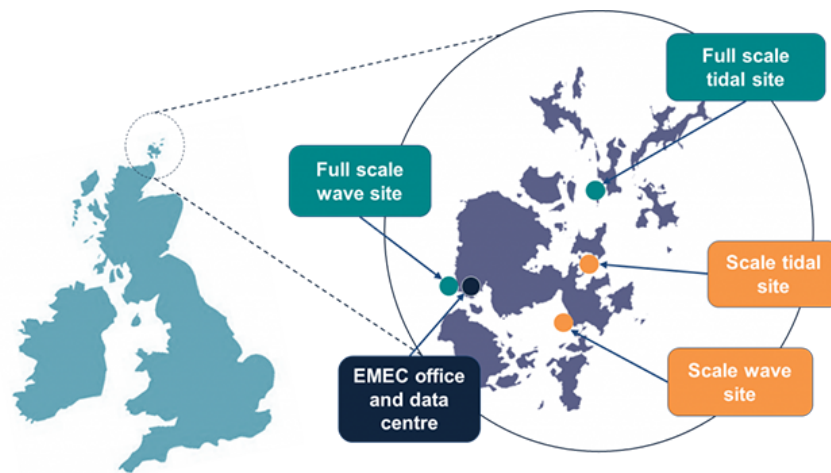 Full scale
tidal site
Full scale
wave site
Scale tidal
site
EMEC office
and data
centre
Scale wave
site